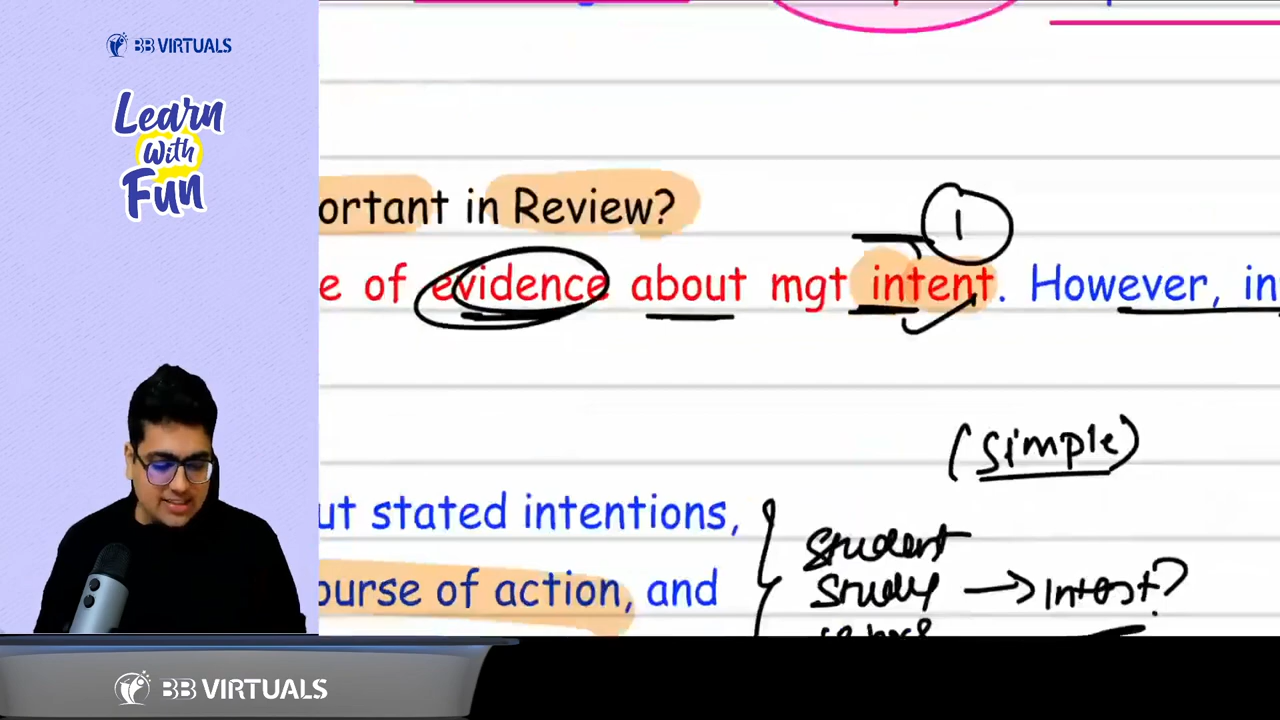 BB VIRTUALS
Learn
With
Fun
ortant in Review?
1
e of evidence about mgt intent. However, in
(Simple)
ut stated intentions,
Student
ourse of action, and
Study → Intent?
BB VIRTUALS